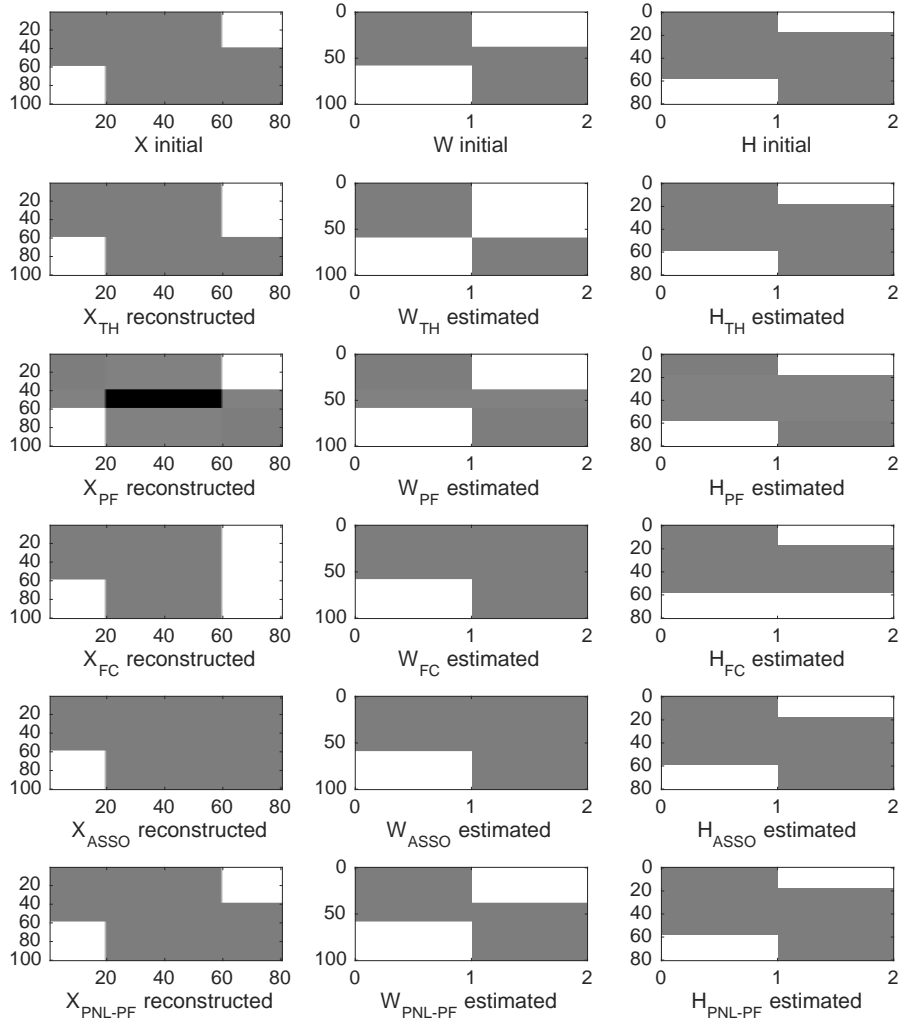 20
40
60
80
100
20 40 60 80
X initial
0
50
100
0 1 2
W initial
0
20
40
60
80
0 1 2
H initial
20
40
60
80
100
20 40 60 80
X_TH reconstructed
0
50
100
0 1 2
W_TH estimated
0
20
40
60
80
0 1 2
H_TH estimated
20
40
60
80
100
20 40 60 80
X_PF reconstructed
0
50
100
0 1 2
W_PF estimated
0
20
40
60
80
0 1 2
H_PF estimated
20
40
60
80
100
20 40 60 80
X_FC reconstructed
0
50
100
0 1 2
W_FC estimated
0
20
40
60
80
0 1 2
H_FC estimated
20
40
60
80
100
20 40 60 80
X_ASSO reconstructed
0
50
100
0 1 2
W_ASSO estimated
0
20
40
60
80
0 1 2
H_ASSO estimated
20
40
60
80
100
20 40 60 80
X_PNL-PF reconstructed
0
50
100
0 1 2
W_PNL-PF estimated
0
20
40
60
80
0 1 2
H_PNL-PF estimated